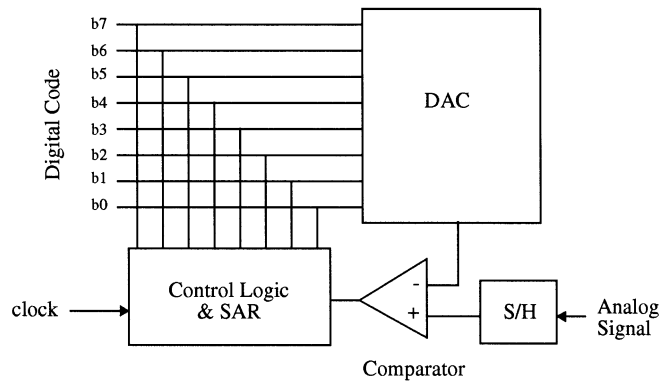 Digital Code
b7
b6
b5
b4
b3
b2
b1
b0
DAC
clock
Control Logic
& SAR
-
+
S/H
Analog
Signal
Comparator